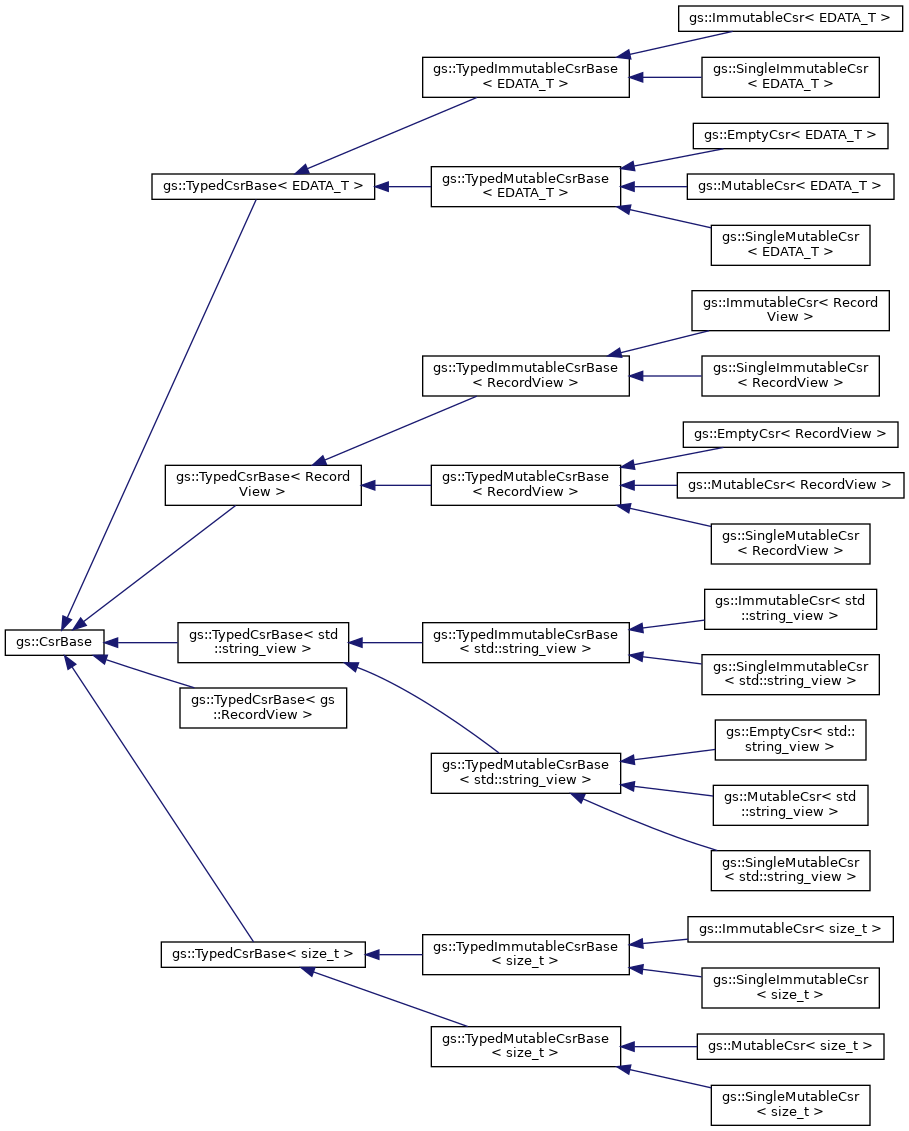 gs::ImmutableCsr< EDATA_T >
gs::TypedImmutableCsrBase
< EDATA_T >
gs::SingleImmutableCsr
< EDATA_T >
gs::EmptyCsr< EDATA_T >
gs::TypedCsrBase< EDATA_T >
gs::TypedMutableCsrBase
< EDATA_T >
gs::MutableCsr< EDATA_T >
gs::SingleMutableCsr
< EDATA_T >
gs::ImmutableCsr< Record
View >
gs::TypedImmutableCsrBase
< RecordView >
gs::SingleImmutableCsr
< RecordView >
gs::EmptyCsr< RecordView >
gs::TypedCsrBase< Record
View >
gs::TypedMutableCsrBase
< RecordView >
gs::MutableCsr< RecordView >
gs::SingleMutableCsr
< RecordView >
gs::ImmutableCsr< std
::string_view >
gs::CsrBase
gs::TypedCsrBase< std
::string_view >
gs::TypedImmutableCsrBase
< std::string_view >
gs::SingleImmutableCsr
< std::string_view >
gs::TypedCsrBase< gs
::RecordView >
gs::EmptyCsr< std::
string_view >
gs::TypedMutableCsrBase
< std::string_view >
gs::MutableCsr< std
::string_view >
gs::SingleMutableCsr
< std::string_view >
gs::ImmutableCsr< size_t >
gs::TypedCsrBase< size_t >
gs::TypedImmutableCsrBase
< size_t >
gs::SingleImmutableCsr
< size_t >
gs::TypedMutableCsrBase
< size_t >
gs::MutableCsr< size_t >
gs::SingleMutableCsr
< size_t >